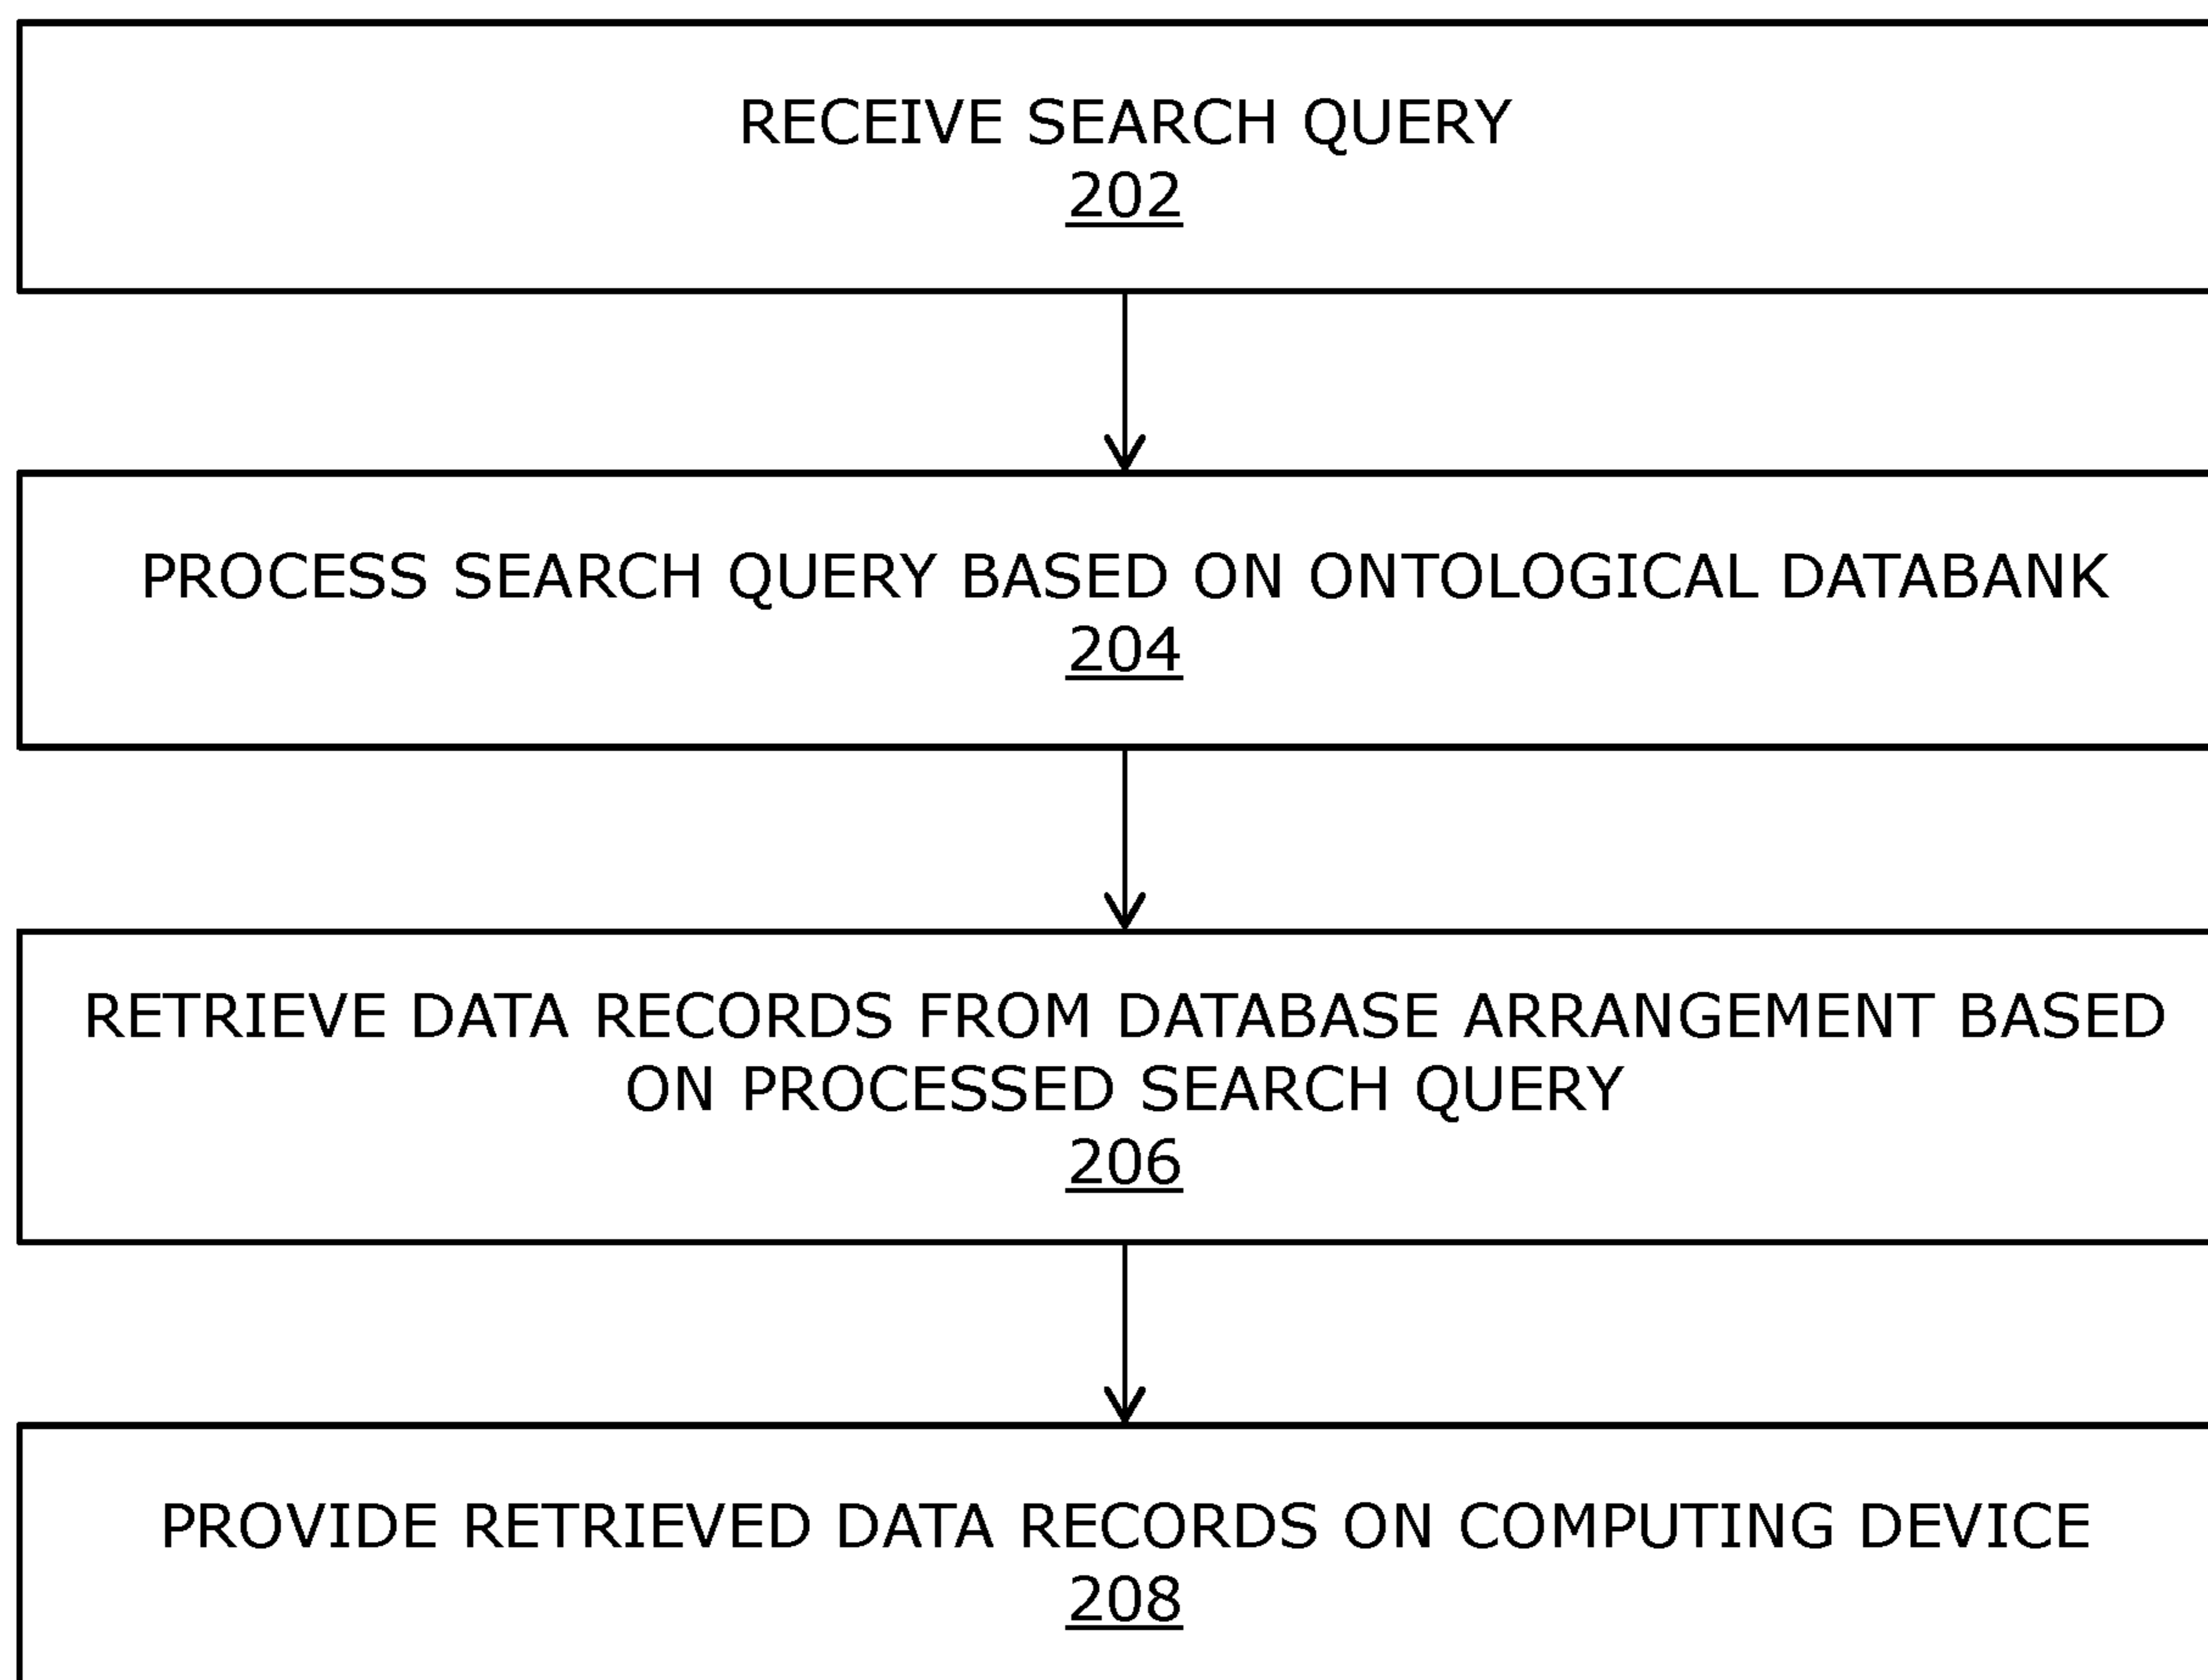 RECEIVE SEARCH QUERY
202
PROCESS SEARCH QUERY BASED ON ONTOLOGICAL DATABANK
204
RETRIEVE DATA RECORDS FROM DATABASE ARRANGEMENT BASED
ON PROCESSED SEARCH QUERY
206
PROVIDE RETRIEVED DATA RECORDS ON COMPUTING DEVICE
208